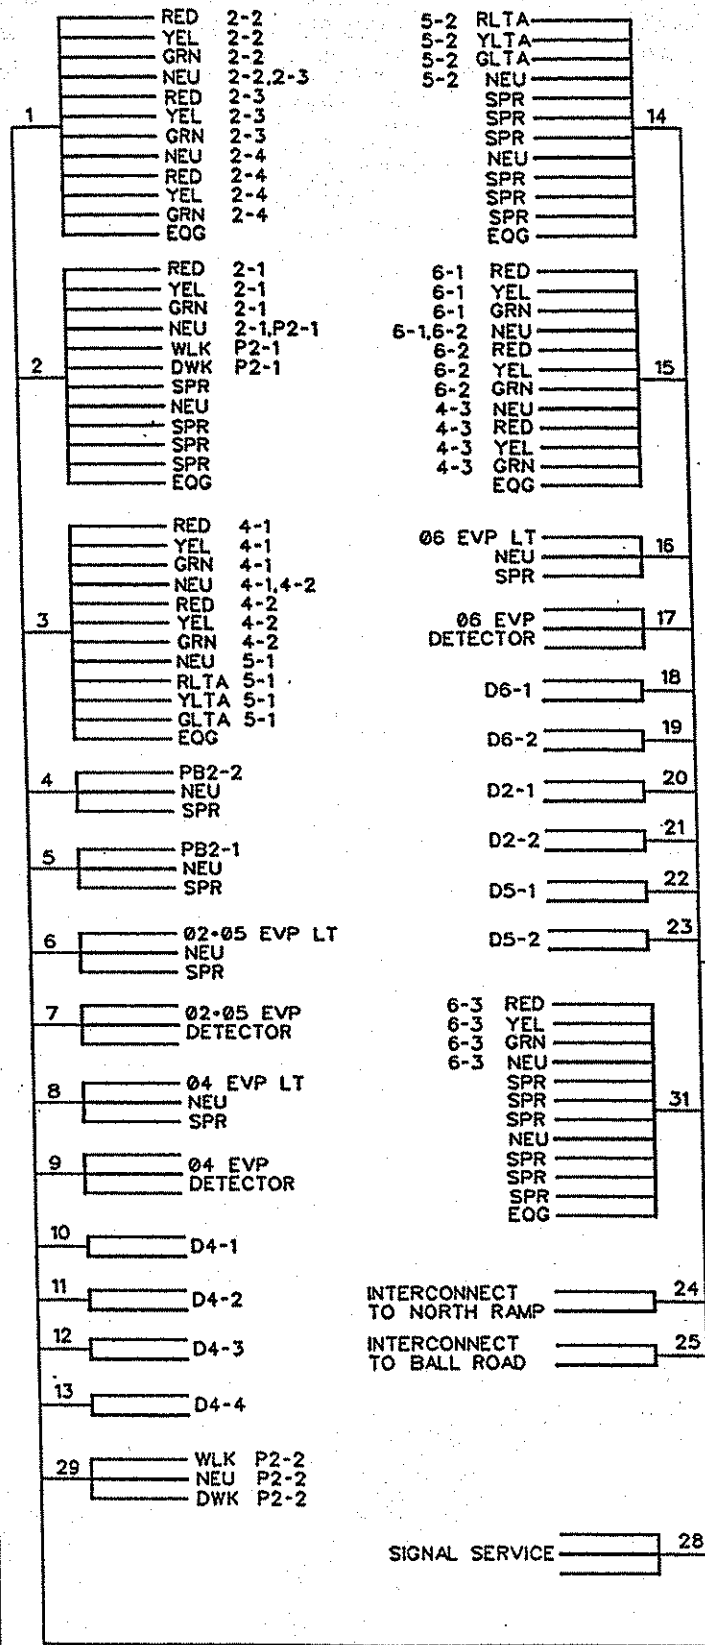 1
RED 2-2
YEL 2-2
GRN 2-2
NEU 2-2,2-3
RED 2-3
YEL 2-3
GRN 2-3
NEU 2-4
RED 2-4
YEL 2-4
GRN 2-4
EQG
2
RED 2-1
YEL 2-1
GRN 2-1
NEU 2-1,P2-1
WLK P2-1
DWK P2-1
SPR
NEU
SPR
SPR
SPR
EQG
3
RED 4-1
YEL 4-1
GRN 4-1
NEU 4-1,4-2
RED 4-2
YEL 4-2
GRN 4-2
NEU 5-1
RLTA 5-1
YLTA 5-1
GLTA 5-1
EQG
4
PB2-2
NEU
SPR
5
PB2-1
NEU
SPR
6
02+05 EVP LT
NEU
SPR
7
02+05 EVP
DETECTOR
8
04 EVP LT
NEU
SPR
9
04 EVP
DETECTOR
10
D4-1
11
D4-2
12
D4-3
13
D4-4
29
WLK P2-2
NEU P2-2
DWK P2-2
5-2 RLTA
5-2 YLTA
5-2 GLTA
5-2 NEU
SPR
SPR
SPR
NEU
SPR
SPR
SPR
EQG
14
6-1 RED
6-1 YEL
6-1 GRN
6-1,6-2 NEU
6-2 RED
6-2 YEL
6-2 GRN
4-3 NEU
4-3 RED
4-3 YEL
4-3 GRN
EQG
15
06 EVP LT
NEU
SPR
16
06 EVP
DETECTOR
17
D6-1
18
D6-2
19
D2-1
20
D2-2
21
D5-1
22
D5-2
23
6-3 RED
6-3 YEL
6-3 GRN
6-3 NEU
SPR
SPR
SPR
NEU
SPR
SPR
SPR
EQG
31
INTERCONNECT
TO NORTH RAMP
24
INTERCONNECT
TO BALL ROAD
25
SIGNAL SERVICE
28